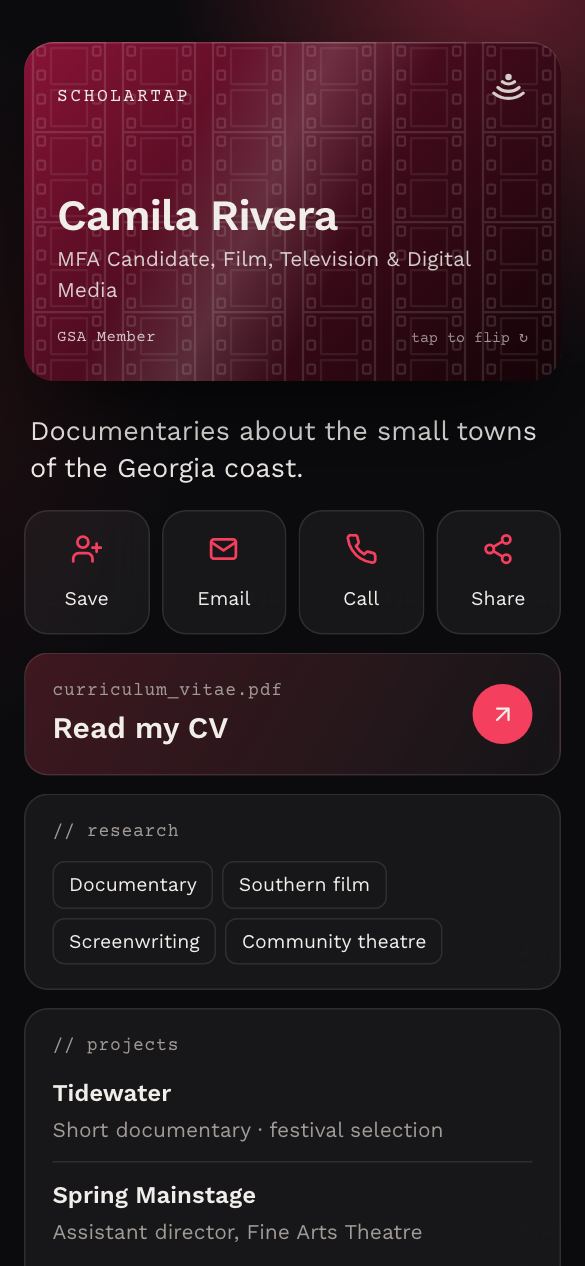 SCHOLARTAP
Camila Rivera
MFA Candidate, Film, Television & Digital
Media
GSA Member
tap to flip ↻
Documentaries about the small towns
of the Georgia coast.
Save
Email
Call
Share
curriculum_vitae.pdf
Read my CV
// research
Documentary
Southern film
Screenwriting
Community theatre
// projects
Tidewater
Short documentary · festival selection
Spring Mainstage
Assistant director, Fine Arts Theatre